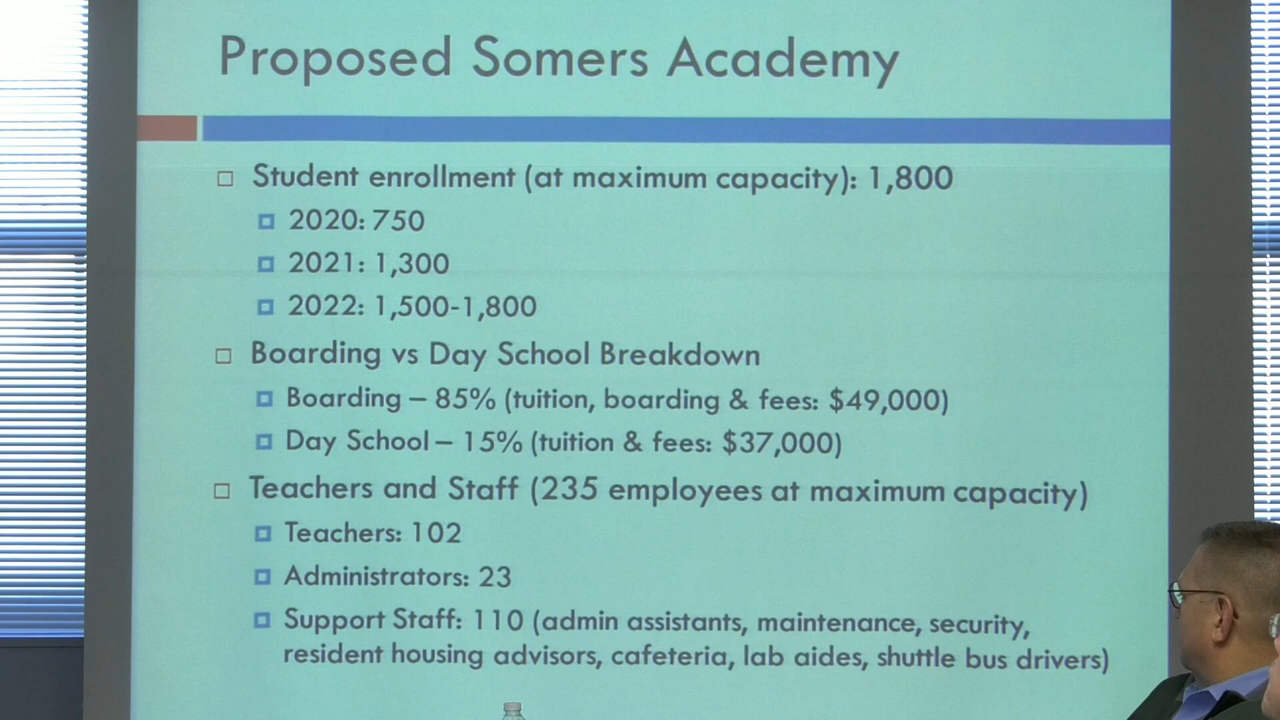 Proposed Somers Academy
Student enrollment (at maximum capacity): 1,800
2020: 750
2021: 1,300
2022: 1,500-1,800
Boarding vs Day School Breakdown
Boarding – 85% (tuition, boarding & fees: $49,000)
Day School – 15% (tuition & fees: $37,000)
Teachers and Staff (235 employees at maximum capacity)
Teachers: 102
Administrators: 23
Support Staff: 110 (admin assistants, maintenance, security,
resident housing advisors, cafeteria, lab aides, shuttle bus drivers)